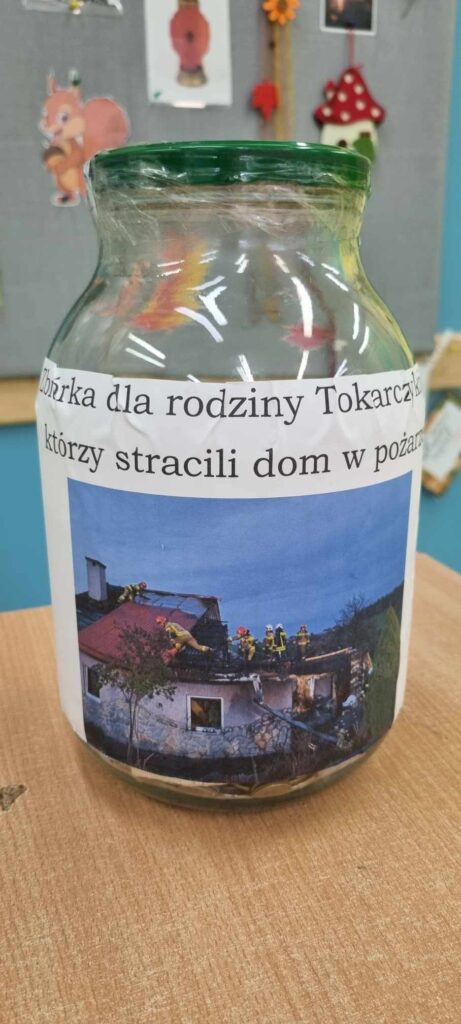 Zbiórka dla rodziny
którzy stracili dom w